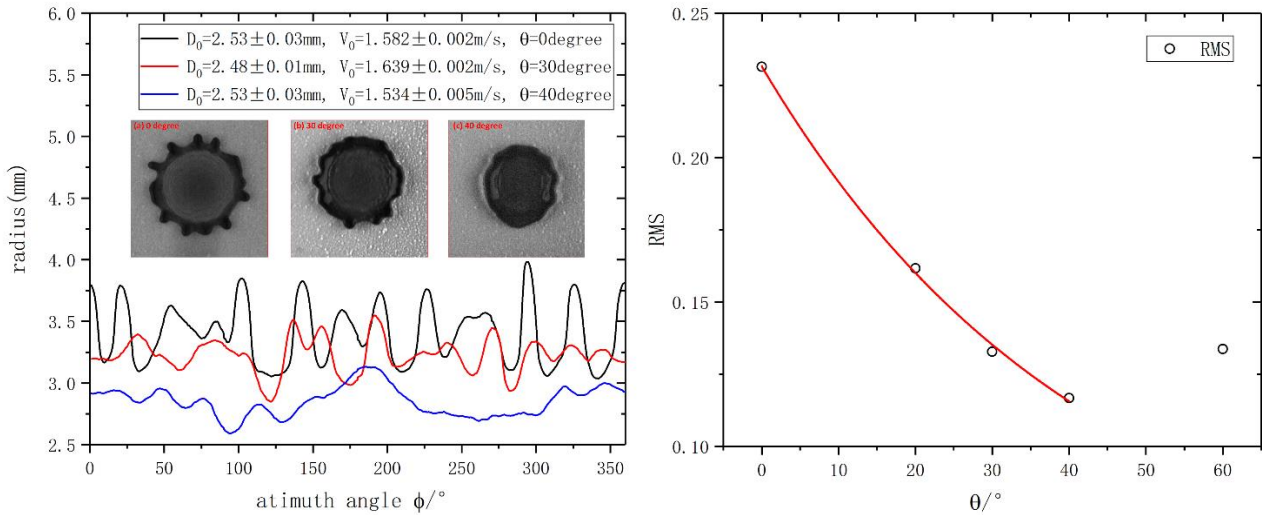 6.0
5.5
5.0
4.5
4.0
3.5
3.0
2.5
radius(mm)
D₀=2.53±0.03mm, V₀=1.582±0.002m/s, θ=0degree
D₀=2.48±0.01mm, V₀=1.639±0.002m/s, θ=30degree
D₀=2.53±0.03mm, V₀=1.534±0.005m/s, θ=40degree
(a) 0 degree
(b) 30 degree
(c) 40 degree
0 50 100 150 200 250 300 350
atimuth angle ϕ/°
0.25
0.20
0.15
0.10
RMS
RMS
0 10 20 30 40 50 60
θ/°